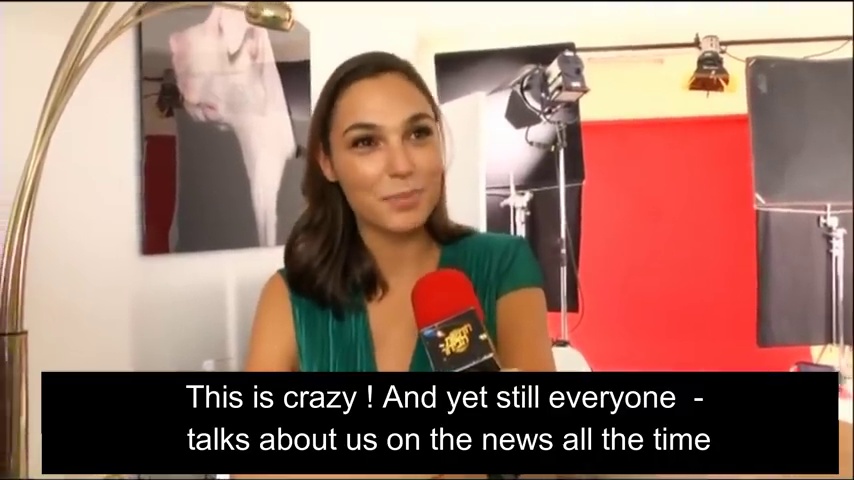 This is crazy ! And yet still everyone -
talks about us on the news all the time